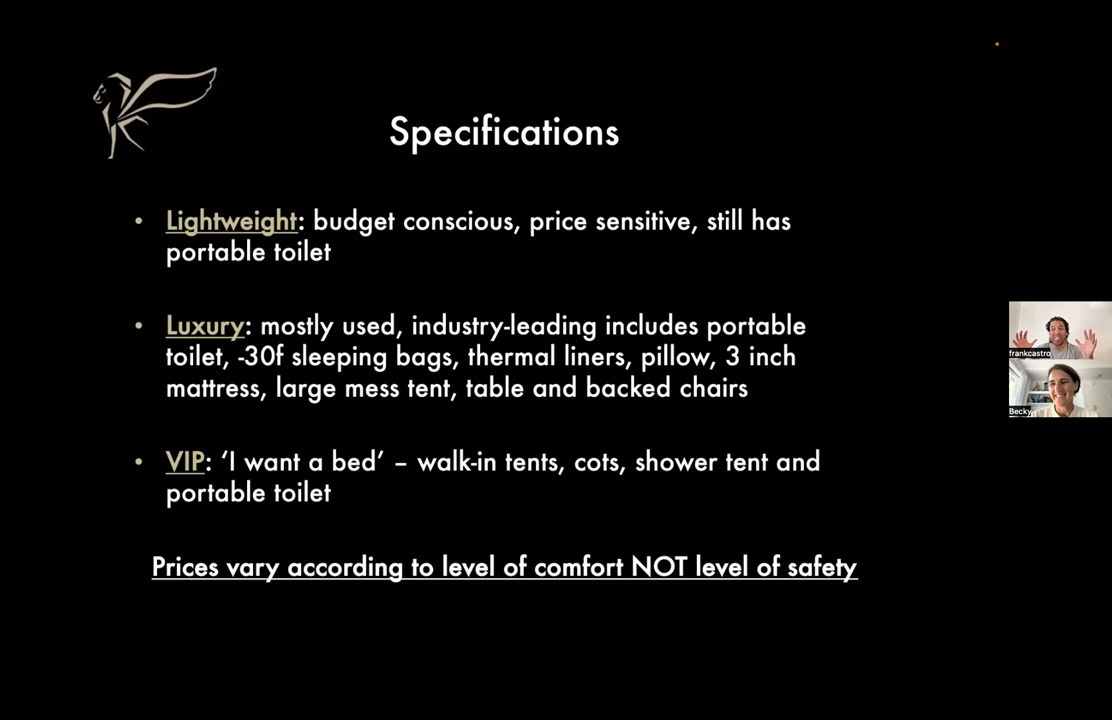 Specifications
• Lightweight: budget conscious, price sensitive, still has
portable toilet
• Luxury: mostly used, industry-leading includes portable
toilet, -30f sleeping bags, thermal liners, pillow, 3 inch
mattress, large mess tent, table and backed chairs
• VIP: ‘I want a bed’ – walk-in tents, cots, shower tent and
portable toilet
Prices vary according to level of comfort NOT level of safety
frankcastro
Becky